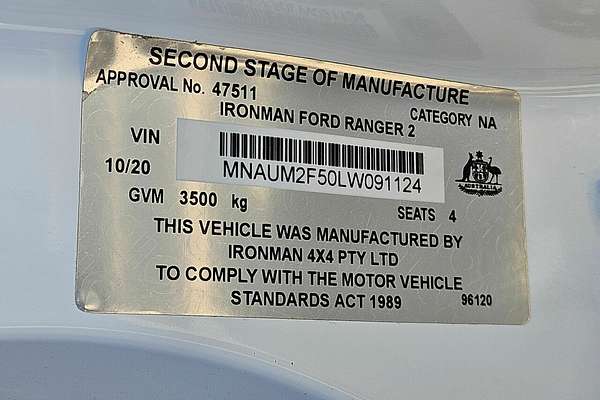 SECOND STAGE OF MANUFACTURE
APPROVAL No. 47511 CATEGORY NA
IRONMAN FORD RANGER 2
VIN
MNAUM2F50LW091124
10/20
AUSTRALIA
GVM 3500 kg SEATS 4
THIS VEHICLE WAS MANUFACTURED BY
IRONMAN 4X4 PTY LTD
TO COMPLY WITH THE MOTOR VEHICLE
STANDARDS ACT 1989 96120